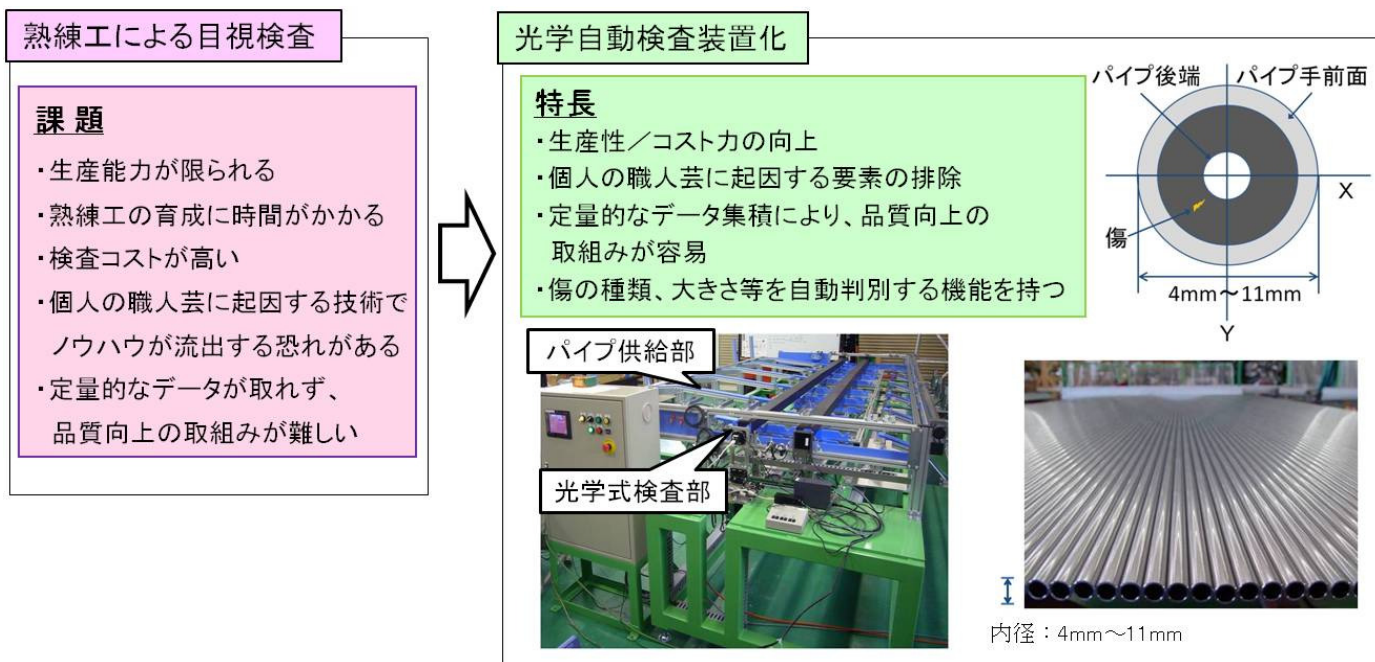 熟練工による目視検査
課 題
・生産能力が限られる
・熟練工の育成に時間がかかる
・検査コストが高い
・個人の職人芸に起因する技術で
ノウハウが流出する恐れがある
・定量的なデータが取れず、
品質向上の取組みが難しい
光学自動検査装置化
特長
・生産性／コスト力の向上
・個人の職人芸に起因する要素の排除
・定量的なデータ集積により、品質向上の
取組みが容易
・傷の種類、大きさ等を自動判別する機能を持つ
パイプ後端
パイプ手前面
X
傷
4mm～11mm
Y
パイプ供給部
光学式検査部
内径：4mm～11mm